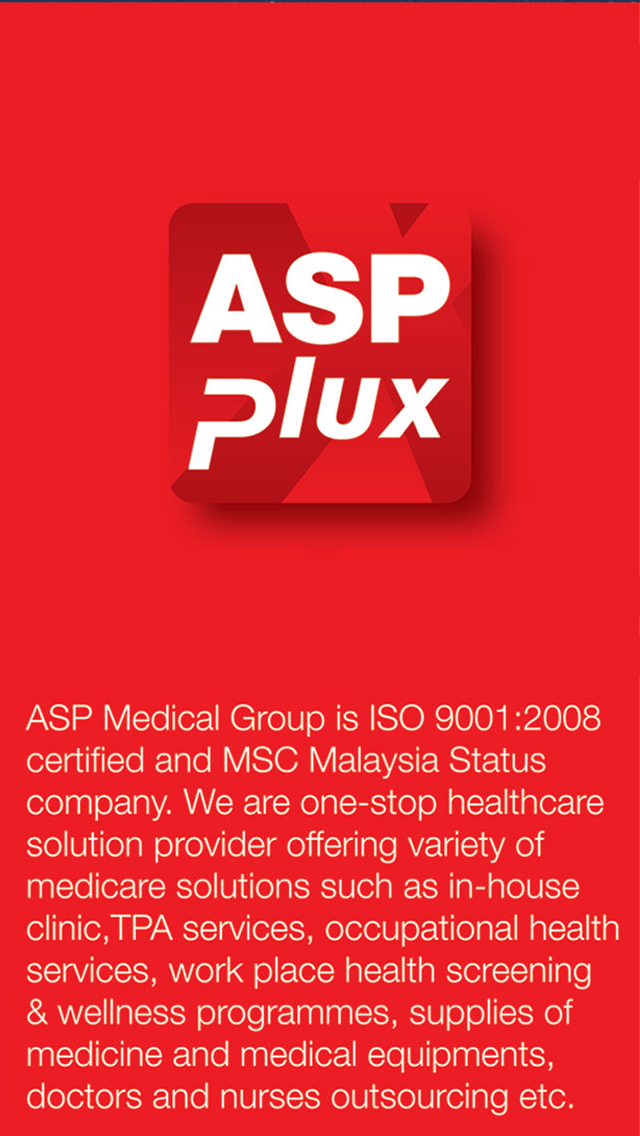 ASP
plux
ASP Medical Group is ISO 9001:2008
certified and MSC Malaysia Status
company. We are one-stop healthcare
solution provider offering variety of
medicare solutions such as in-house
clinic,TPA services, occupational health
services, work place health screening
& wellness programmes, supplies of
medicine and medical equipments,
doctors and nurses outsourcing etc.